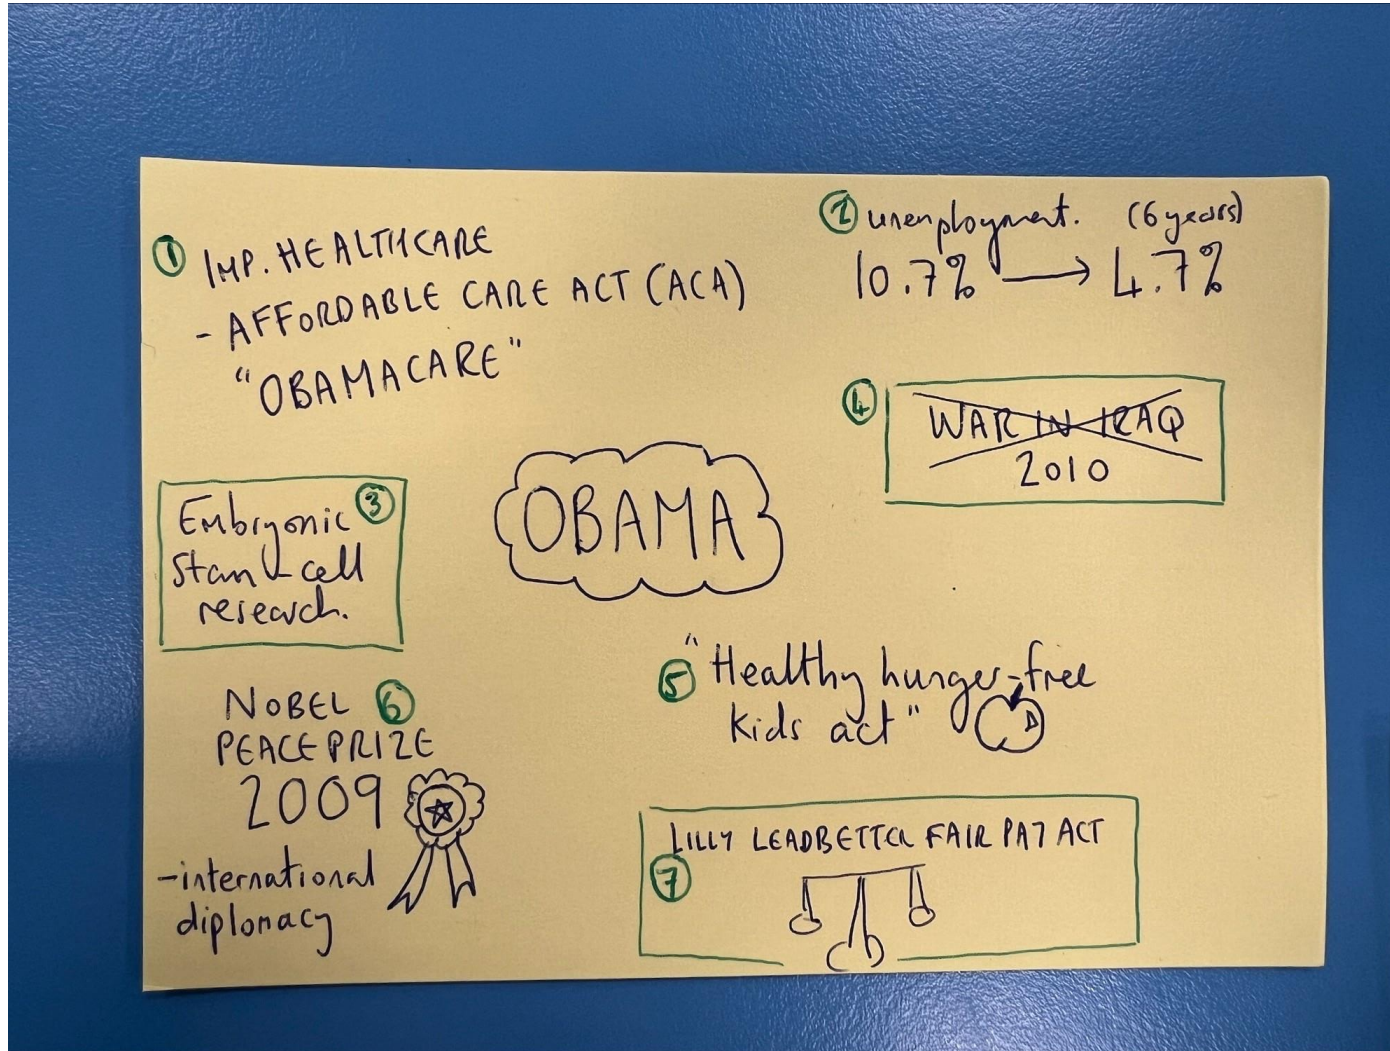 ① IMP. HEALTHCARE
- AFFORDABLE CARE ACT (ACA)
"OBAMACARE"
② unemployment. (6 years)
10.7% → 4.7%
Embryonic ③
Stam-cell
research.
④ WAR IN IRAQ
2010
OBAMA
⑤ "Healthy hunger-free
kids act"
NOBEL ⑥
PEACE PRIZE
2009
-international
diplomacy
LILLY LEADBETTER FAIR PAY ACT
⑦